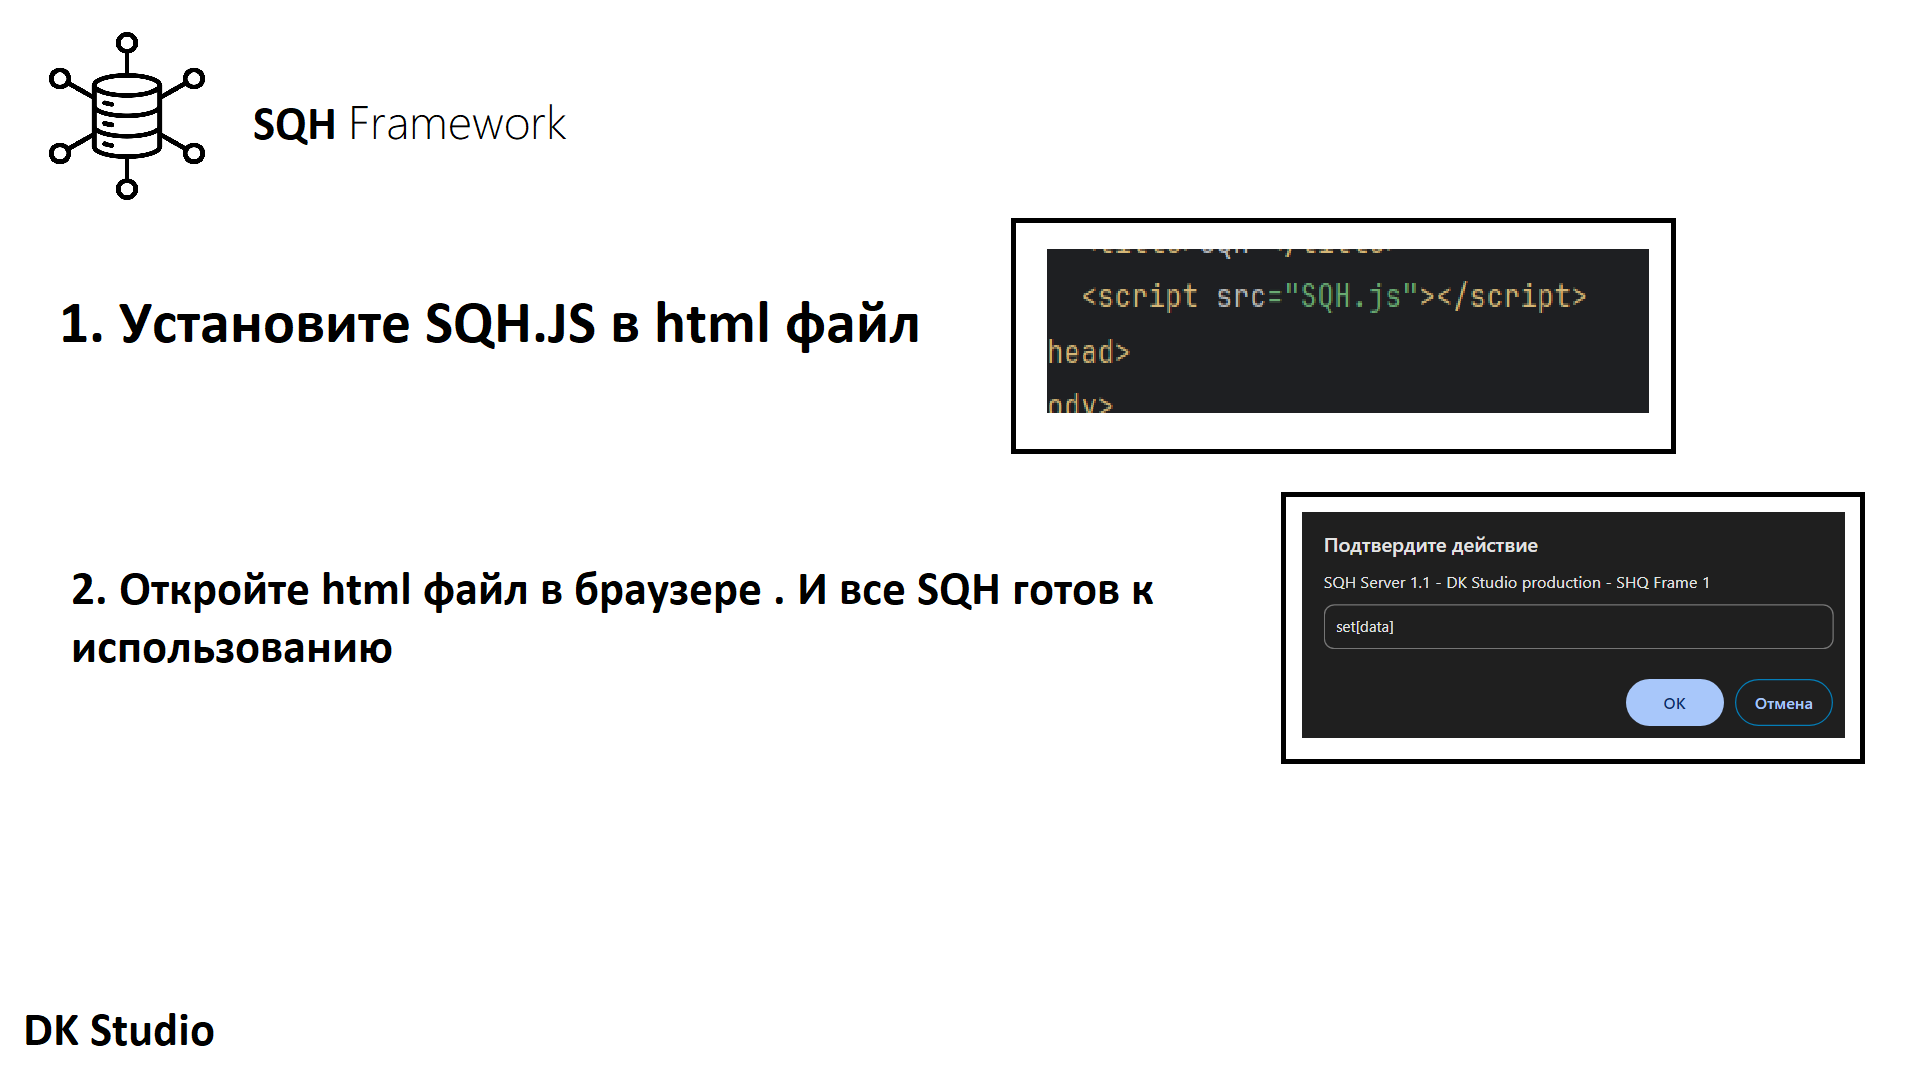 SQH Framework
1. Установите SQH.JS в html файл
<script src="SQH.js"></script>
head>
ody>
2. Откройте html файл в браузере . И все SQH готов к
использованию
Подтвердите действие
SQH Server 1.1 - DK Studio production - SHQ Frame 1
set[data]
ОК
Отмена
DK Studio